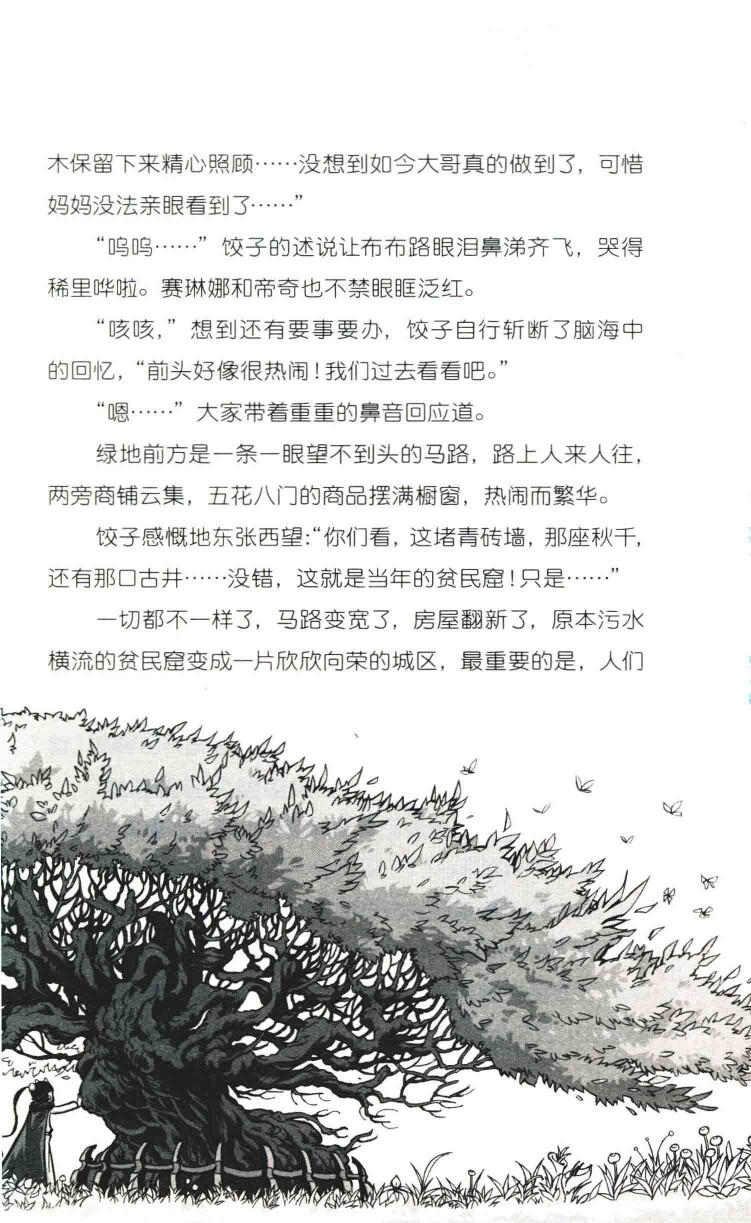 木保留下来精心照顾……没想到如今大哥真的做到了，可惜
妈妈没法亲眼看到了……”
“呜呜……”饺子的述说让布布路眼泪鼻涕齐飞，哭得
稀里哗啦。赛琳娜和帝奇也不禁眼眶泛红。
“咳咳，”想到还有要事要办，饺子自行斩断了脑海中
的回忆，“前头好像很热闹！我们过去看看吧。”
“嗯……”大家带着重重的鼻音回应道。
绿地前方是一条一眼望不到头的马路，路上人来人往，
两旁商铺云集，五花八门的商品摆满橱窗，热闹而繁华。
饺子感慨地东张西望：“你们看，这堵青砖墙，那座秋千，
还有那口古井……没错，这就是当年的贫民窟！只是……”
一切都不一样了，马路变宽了，房屋翻新了，原本污水
横流的贫民窟变成一片欣欣向荣的城区，最重要的是，人们